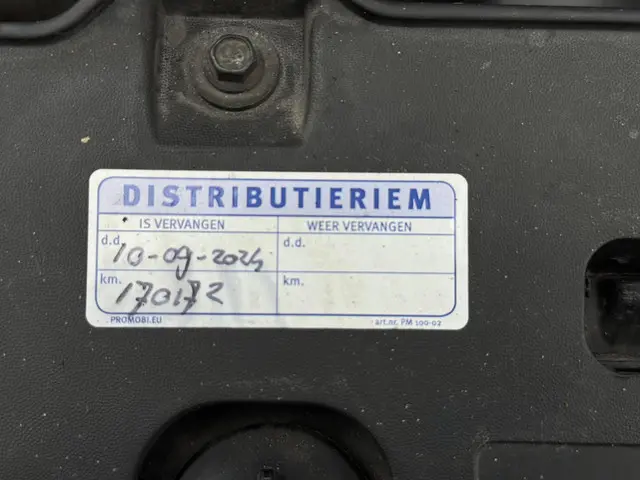 DISTRIBUTIERIEM
IS VERVANGEN WEER VERVANGEN
d.d. 10-09-2024 d.d.
km. 170172 km.
PROMOBI.EU art.nr. PM 100-02